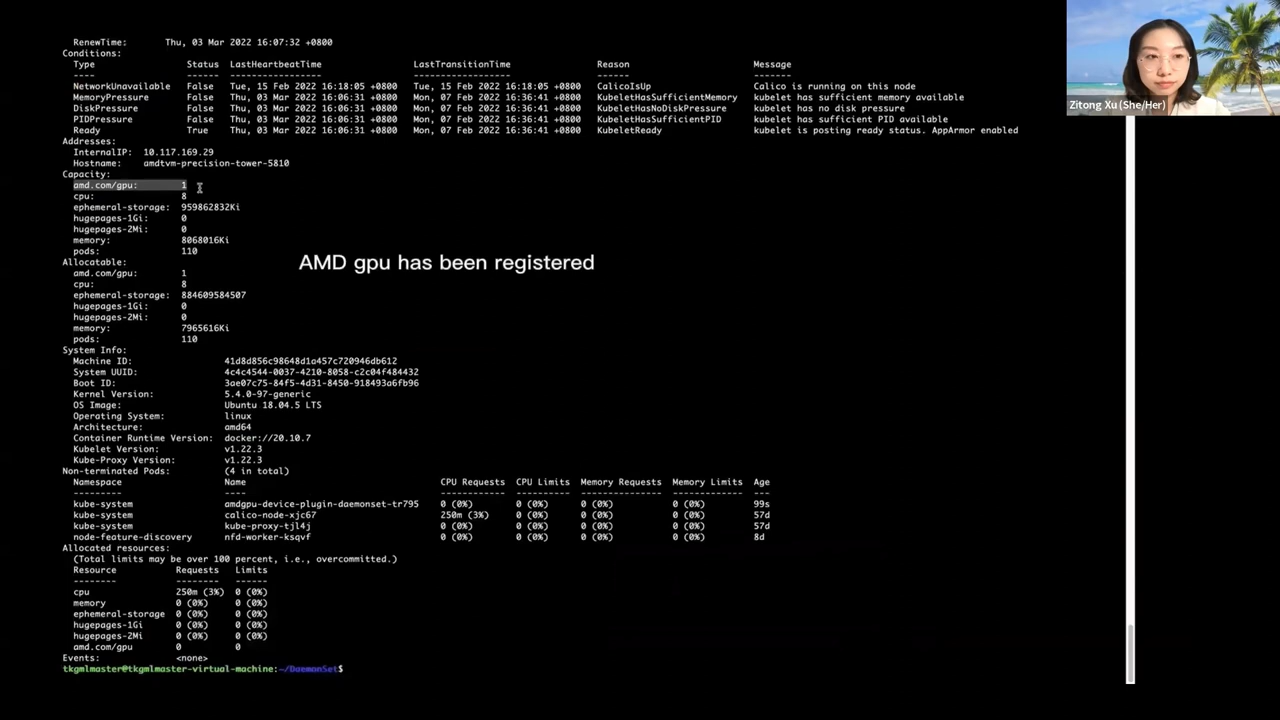 RenewTime: Thu, 03 Mar 2022 16:07:32 +0800
Conditions:
Type Status LastHeartbeatTime LastTransitionTime Reason Message
---- ------ ----------------- ------------------ ------ -------
NetworkUnavailable False Tue, 15 Feb 2022 16:18:05 +0800 Tue, 15 Feb 2022 16:18:05 +0800 CalicoIsUp Calico is running on this node
MemoryPressure False Thu, 03 Mar 2022 16:06:31 +0800 Mon, 07 Feb 2022 16:36:41 +0800 KubeletHasSufficientMemory kubelet has sufficient memory available
DiskPressure False Thu, 03 Mar 2022 16:06:31 +0800 Mon, 07 Feb 2022 16:36:41 +0800 KubeletHasNoDiskPressure kubelet has no disk pressure
PIDPressure False Thu, 03 Mar 2022 16:06:31 +0800 Mon, 07 Feb 2022 16:36:41 +0800 KubeletHasSufficientPID kubelet has sufficient PID available
Ready True Thu, 03 Mar 2022 16:06:31 +0800 Mon, 07 Feb 2022 16:36:41 +0800 KubeletReady kubelet is posting ready status. AppArmor enabled
Addresses:
InternalIP: 10.117.169.29
Hostname: amdtvm-precision-tower-5810
Capacity:
amd.com/gpu: 1
cpu: 8
ephemeral-storage: 959862832Ki
hugepages-1Gi: 0
hugepages-2Mi: 0
memory: 8068016Ki
pods: 110
Allocatable:
amd.com/gpu: 1
cpu: 8
ephemeral-storage: 884609584507
hugepages-1Gi: 0
hugepages-2Mi: 0
memory: 7965616Ki
pods: 110
AMD gpu has been registered
System Info:
Machine ID: 41d8d856c98648d1a457c720946db612
System UUID: 4c4c4544-0037-4210-8058-c2c04f484432
Boot ID: 3ae07c75-84f5-4d31-8450-918493a6fb96
Kernel Version: 5.4.0-97-generic
OS Image: Ubuntu 18.04.5 LTS
Operating System: linux
Architecture: amd64
Container Runtime Version: docker://20.10.7
Kubelet Version: v1.22.3
Kube-Proxy Version: v1.22.3
Non-terminated Pods: (4 in total)
Namespace Name CPU Requests CPU Limits Memory Requests Memory Limits Age
--------- ---- ------------ ---------- --------------- ------------- ---
kube-system amdgpu-device-plugin-daemonset-tr795 0 (0%) 0 (0%) 0 (0%) 0 (0%) 99s
kube-system calico-node-xjc67 250m (3%) 0 (0%) 0 (0%) 0 (0%) 57d
kube-system kube-proxy-tjl4j 0 (0%) 0 (0%) 0 (0%) 0 (0%) 57d
node-feature-discovery nfd-worker-ksqvf 0 (0%) 0 (0%) 0 (0%) 0 (0%) 8d
Allocated resources:
(Total limits may be over 100 percent, i.e., overcommitted.)
Resource Requests Limits
-------- -------- ------
cpu 250m (3%) 0 (0%)
memory 0 (0%) 0 (0%)
ephemeral-storage 0 (0%) 0 (0%)
hugepages-1Gi 0 (0%) 0 (0%)
hugepages-2Mi 0 (0%) 0 (0%)
amd.com/gpu 0 0
Events: <none>
tkgmlmaster@tkgmlmaster-virtual-machine:~/DaemonSet$
Zitong Xu (She/Her)